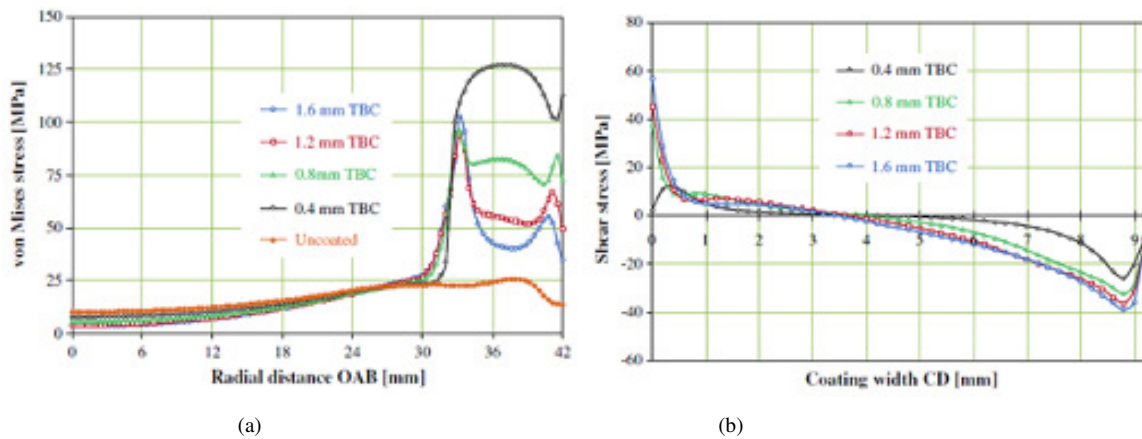 von Mises stress [MPa]
150
125
100
75
50
25
0
1.6 mm TBC
1.2 mm TBC
0.8mm TBC
0.4 mm TBC
Uncoated
0 6 12 18 24 30 36 42
Radial distance OAB [mm]
(a)
Shear stress [MPa]
80
60
40
20
0
-20
-40
-60
0.4 mm TBC
0.8 mm TBC
1.2 mm TBC
1.6 mm TBC
0 1 2 3 4 5 6 7 8 9
Coating width CD [mm]
(b)